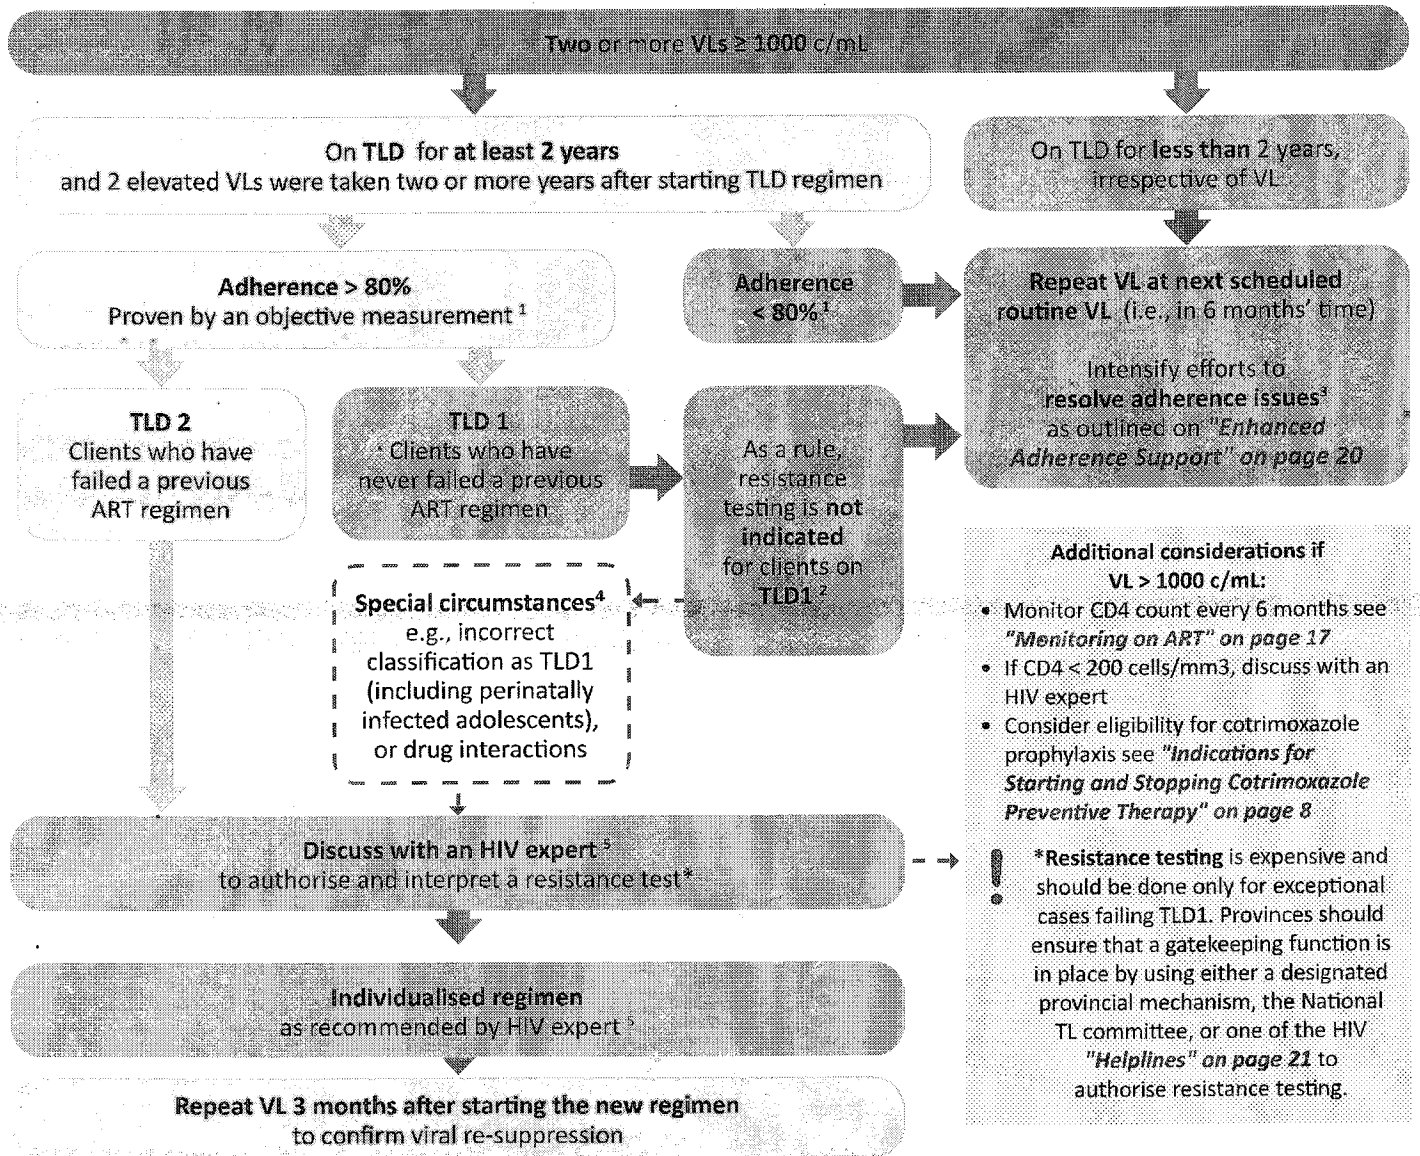 Two or more VLs ≥ 1000 c/mL
On TLD for at least 2 years
and 2 elevated VLs were taken two or more years after starting TLD regimen
On TLD for less than 2 years,
irrespective of VL
Adherence > 80%
Proven by an objective measurement 1
Adherence
< 80%.1
Repeat VL at next scheduled
routine VL (i.e., in 6 months' time)
Intensify efforts to
resolve adherence issues3
as outlined on "Enhanced
Adherence Support" on page 20
TLD 2
Clients who have
failed a previous
ART regimen
TLD 1
Clients who have
never failed a previous
ART regimen
As a rule,
resistance
testing is not
indicated
for clients on
TLD1 2
Special circumstances4
e.g., incorrect
classification as TLD1
(including perinatally
infected adolescents),
or drug interactions
Discuss with an HIV expert 5
to authorise and interpret a resistance test*
Individualised regimen
as recommended by HIV expert 5
Repeat VL 3 months after starting the new regimen
to confirm viral re-suppression
Additional considerations if
VL > 1000 c/mL:
• Monitor CD4 count every 6 months see
"Monitoring on ART" on page 17
• If CD4 < 200 cells/mm3, discuss with an
HIV expert
• Consider eligibility for cotrimoxazole
prophylaxis see "Indications for
Starting and Stopping Cotrimoxazole
Preventive Therapy" on page 8
! *Resistance testing is expensive and
should be done only for exceptional
cases failing TLD1. Provinces should
ensure that a gatekeeping function is
in place by using either a designated
provincial mechanism, the National
TL committee, or one of the HIV
"Helplines" on page 21 to
authorise resistance testing.